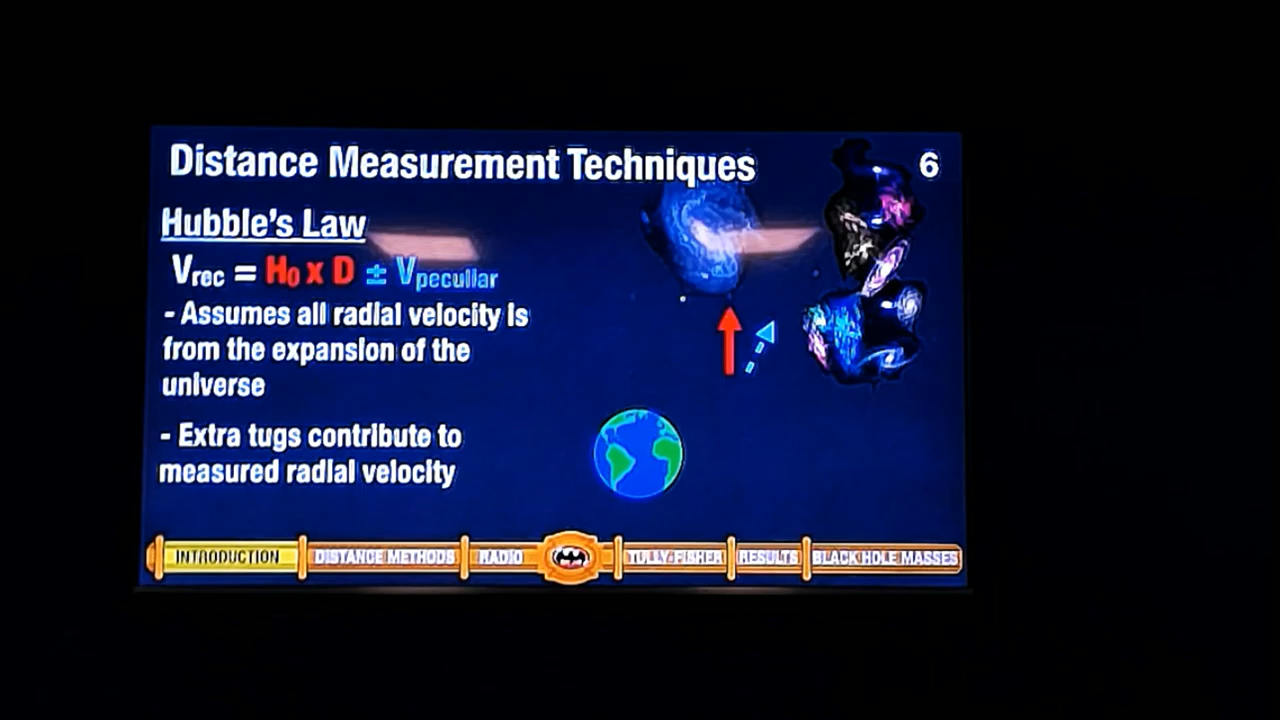 Distance Measurement Techniques
6
Hubble's Law
Vrec = H0 x D ± Vpeculiar
- Assumes all radial velocity is
from the expansion of the
universe
- Extra tugs contribute to
measured radial velocity
INTRODUCTION
DISTANCE METHODS
RADIO
TULLY-FISHER
RESULTS
BLACK HOLE MASSES